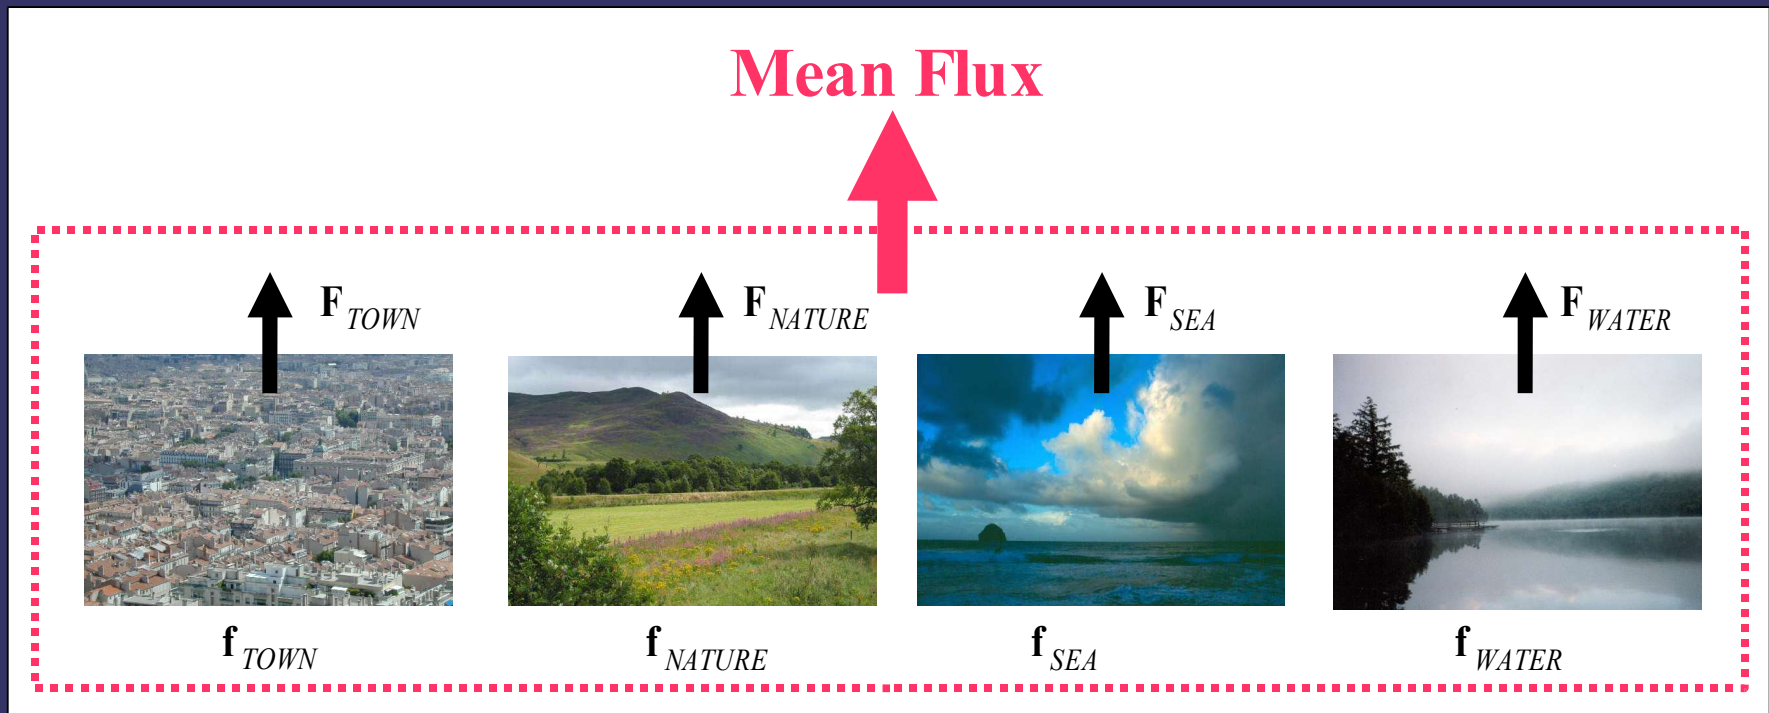 Mean Flux
F TOWN F NATURE F SEA F WATER
f TOWN f NATURE f SEA f WATER